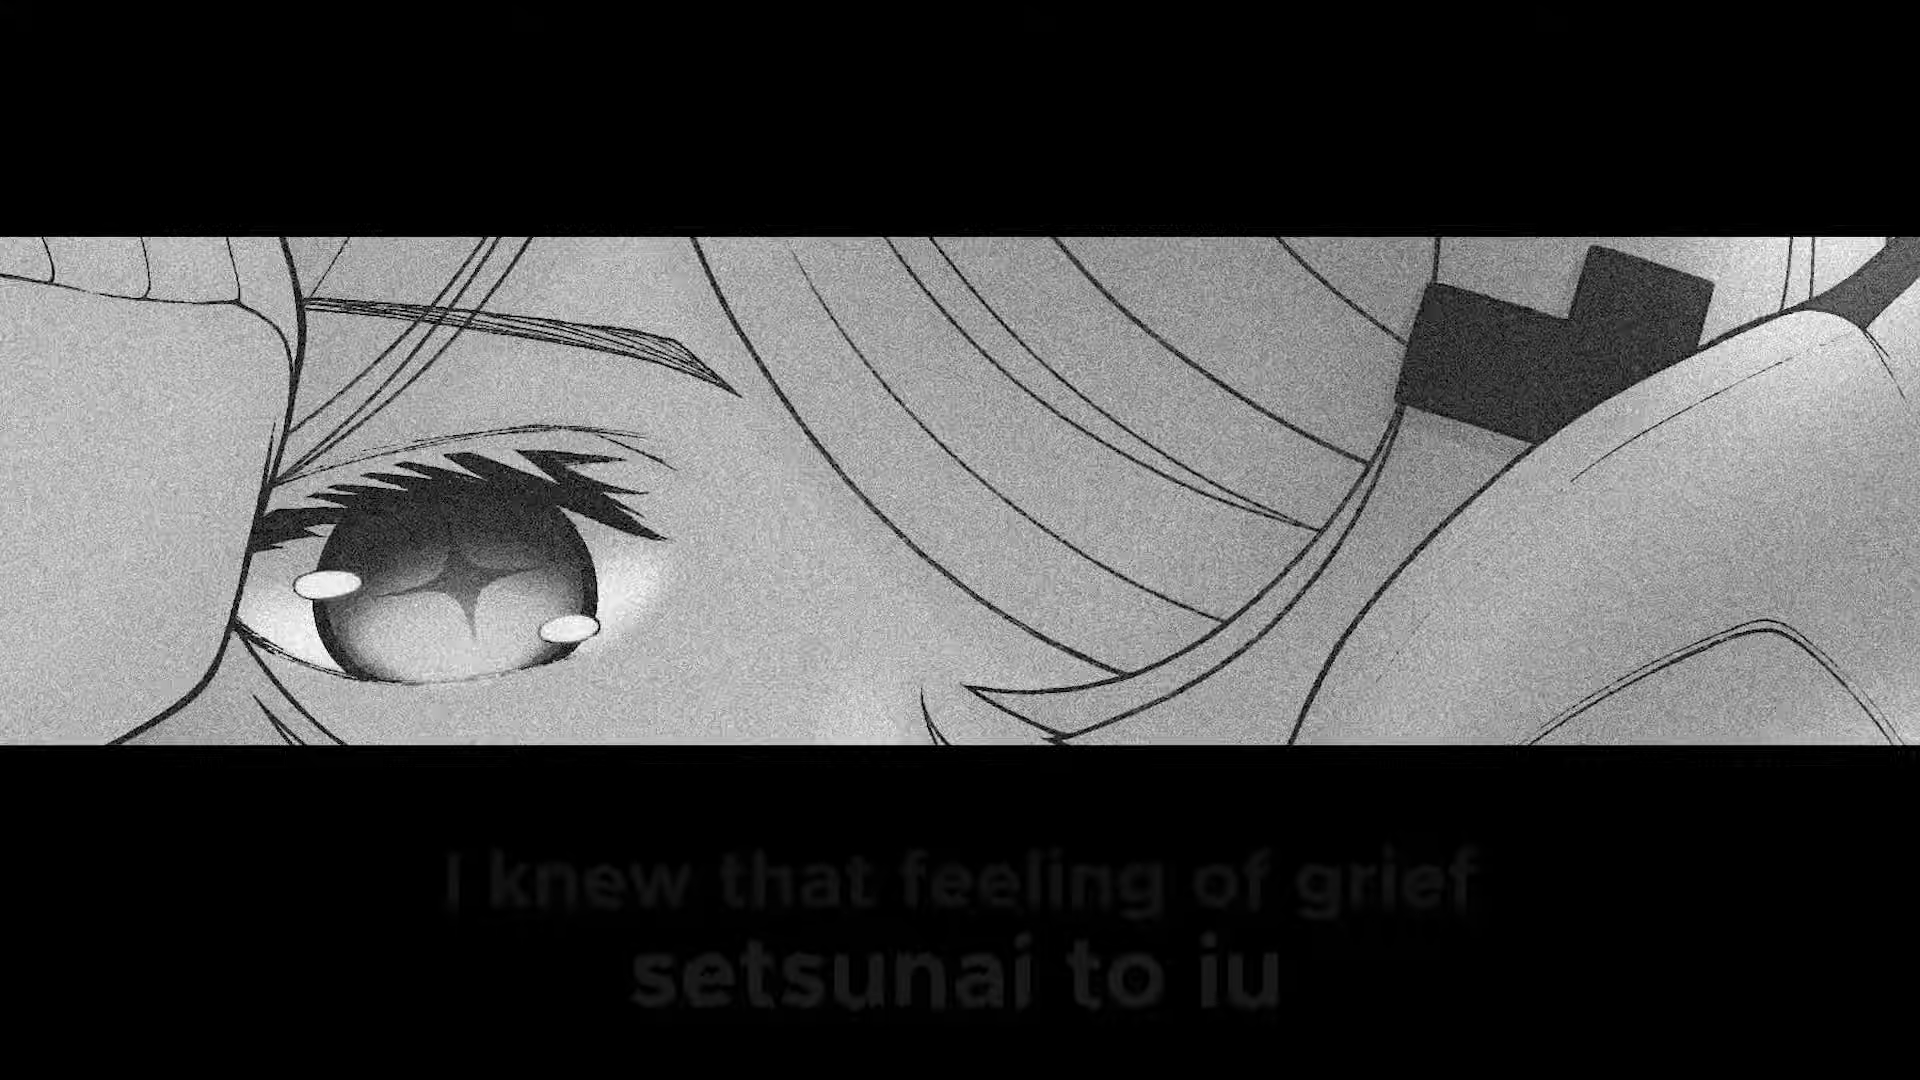 I knew that feeling of grief
setsunai to iu